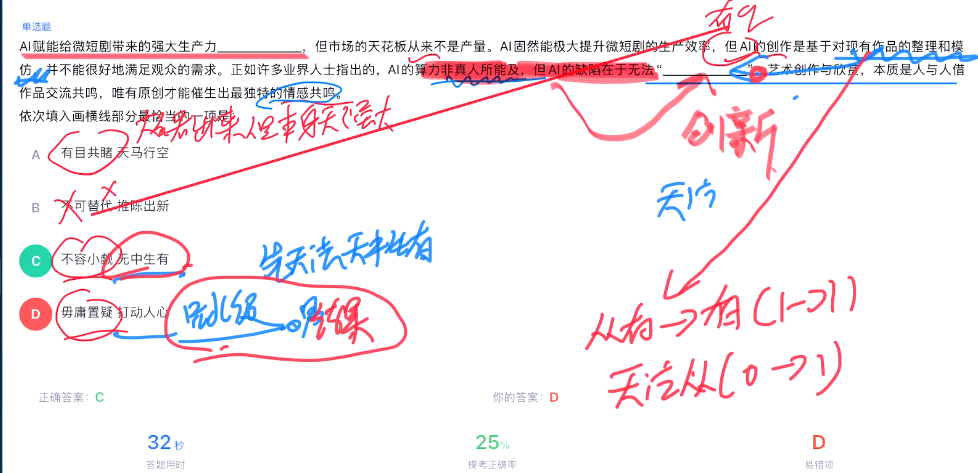 单选题
AI赋能给微短剧带来的强大生产力__________，但市场的天花板从来不是产量。AI固然能极大提升微短剧的生产效率，但AI的创作是基于对现有作品的整理和模
仿，并不能很好地满足观众的需求。正如许多业界人士指出的，AI的算力非真人所能及，但AI的缺陷在于无法“__________”。艺术创作与欣赏，本质是人与人借
作品交流共鸣，唯有原创才能催生出最独特的情感共鸣。
依次填入画横线部分最恰当的一项是
创新
A 有目共睹 天马行空
B 不可替代 推陈出新
无法
C 不容小觑 无中生有
D 毋庸置疑 打动人心
结果
从有→有(1→1)
无法从(0→1)
正确答案：C
你的答案：D
32秒
25%
D
答题用时
模考正确率
易错项